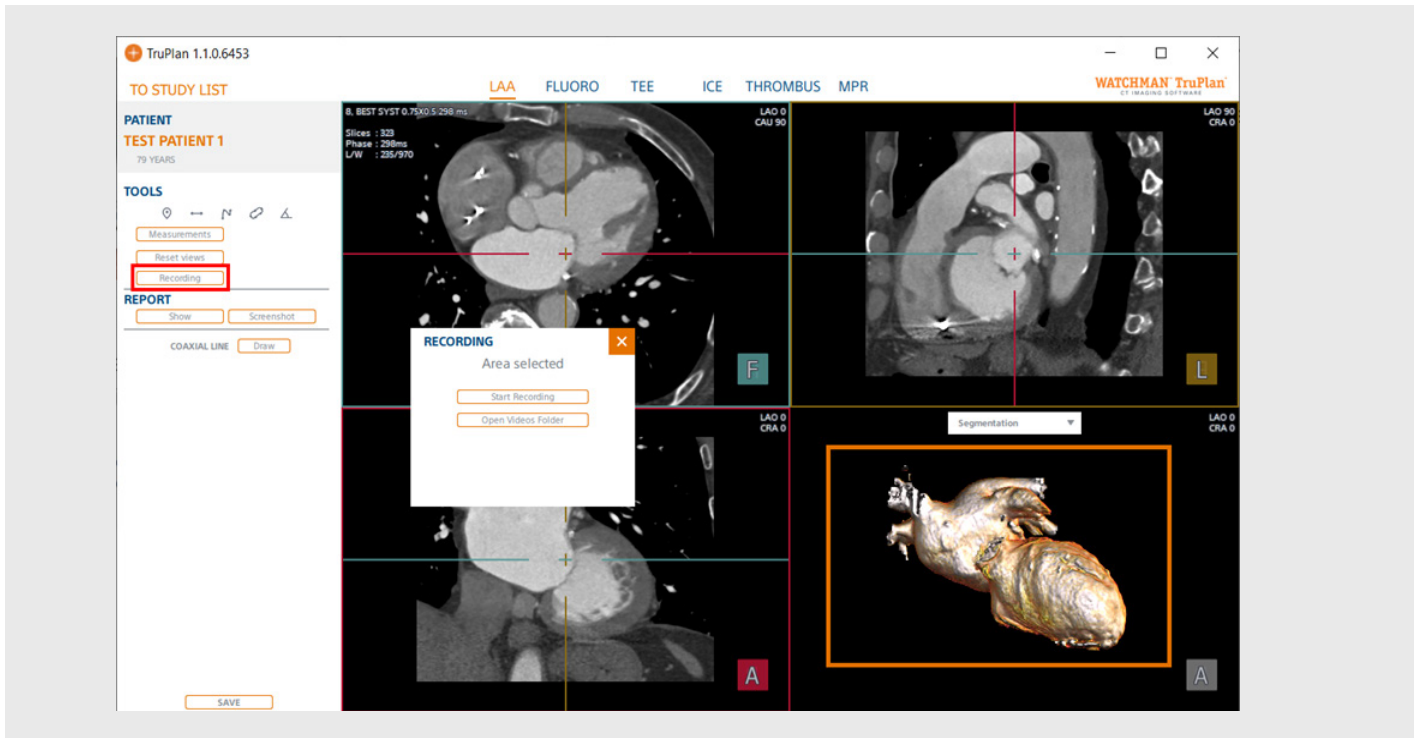 TruPlan 1.1.0.6453
TO STUDY LIST
LAA FLUORO TEE ICE THROMBUS MPR
WATCHMAN™ TruPlan™
CT IMAGING SOFTWARE
PATIENT
TEST PATIENT 1
79 YEARS
TOOLS
Measurements
Reset views
Recording
REPORT
Show Screenshot
COAXIAL LINE Draw
SAVE
8, BEST SYST 0.75X0.5 298 ms
Slices : 323
Phase : 298ms
L/W : 235/970
LAO 0
CAU 90
F
LAO 90
CRA 0
L
RECORDING
Area selected
Start Recording
Open Videos Folder
LAO 0
CRA 0
A
Segmentation
LAO 0
CRA 0
A